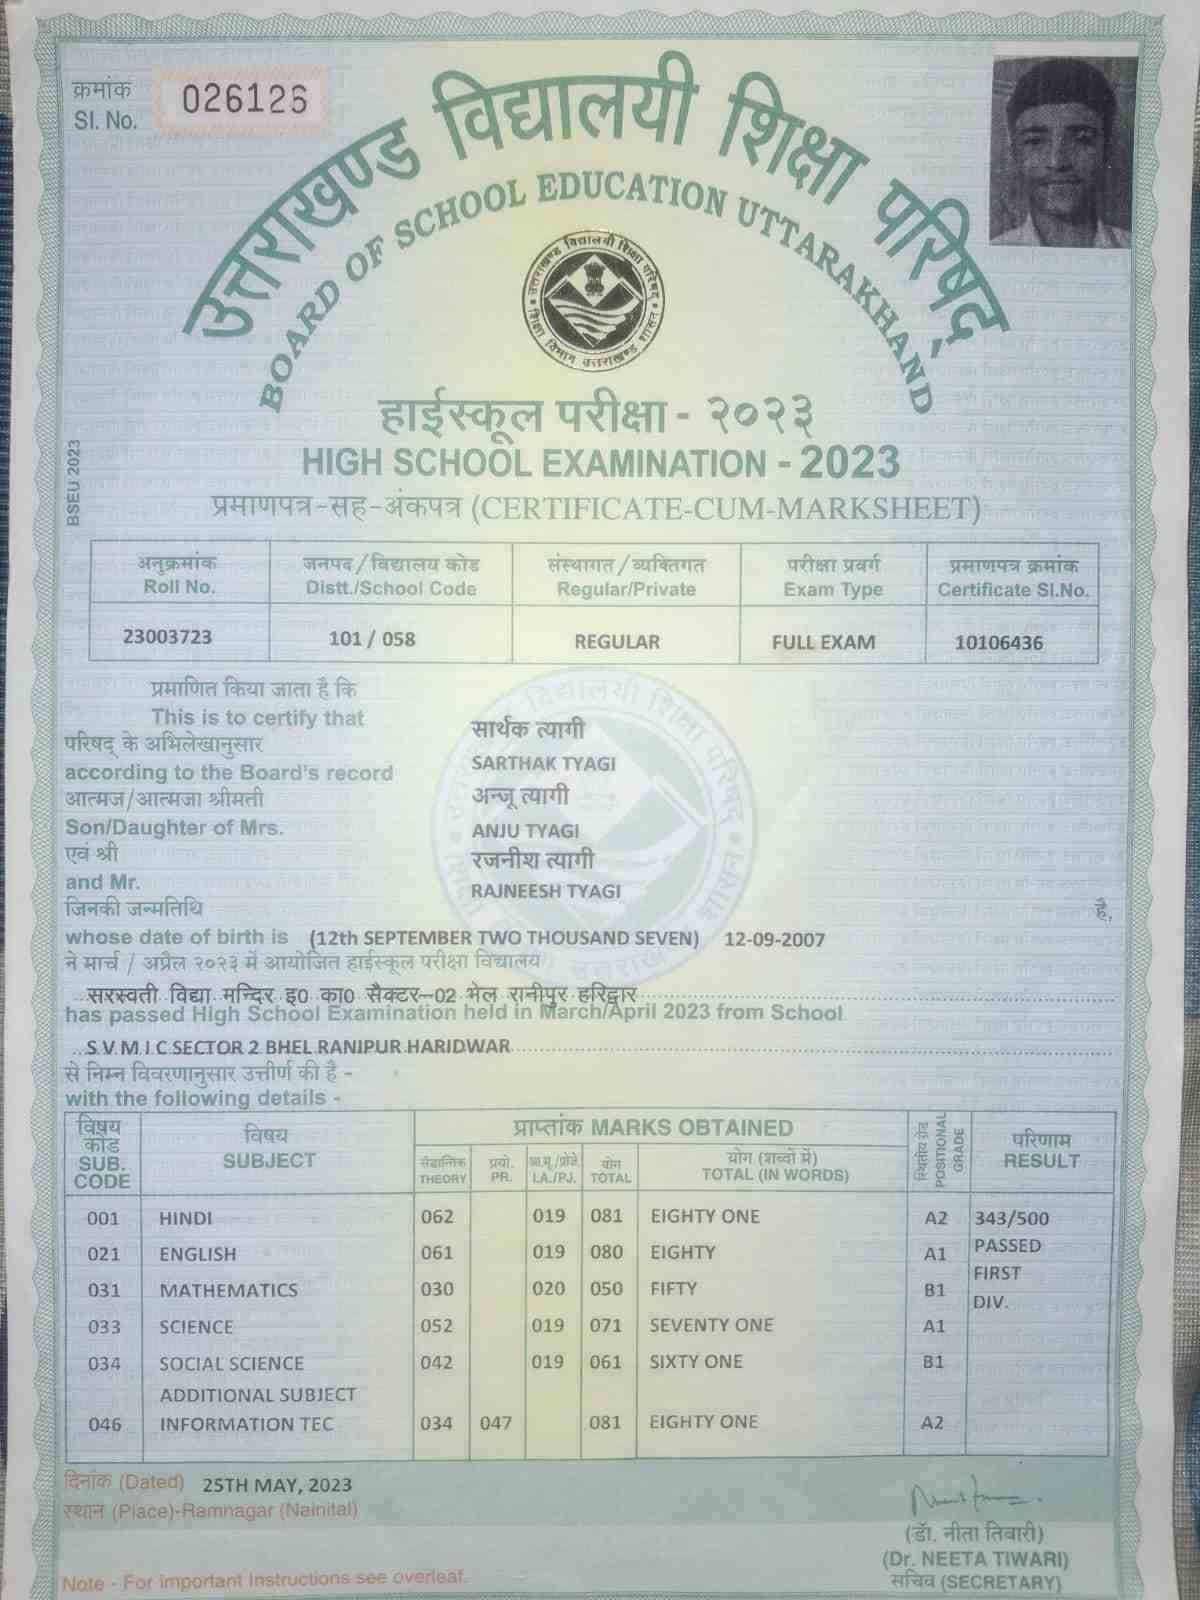 क्रमांक
Sl. No.
026126
उत्तराखण्ड विद्यालयी शिक्षा परिषद्
BOARD OF SCHOOL EDUCATION UTTARAKHAND
उत्तराखण्ड विद्यालयी शिक्षा परिषद्
शिक्षा विभाग उत्तराखण्ड शासन
BSEU 2023
हाईस्कूल परीक्षा - २०२३
HIGH SCHOOL EXAMINATION - 2023
प्रमाणपत्र-सह-अंकपत्र (CERTIFICATE-CUM-MARKSHEET)
अनुक्रमांक जनपद/विद्यालय कोड संस्थागत/व्यक्तिगत परीक्षा प्रवर्ग प्रमाणपत्र क्रमांक
Roll No. Distt./School Code Regular/Private Exam Type Certificate Sl.No.
23003723 101 / 058 REGULAR FULL EXAM 10106436
प्रमाणित किया जाता है कि
This is to certify that
सार्थक त्यागी
परिषद् के अभिलेखानुसार
according to the Board's record SARTHAK TYAGI
आत्मज/आत्मजा श्रीमती अन्जू त्यागी
Son/Daughter of Mrs. ANJU TYAGI
एवं श्री रजनीश त्यागी
and Mr. RAJNEESH TYAGI
जिनकी जन्मतिथि है,
whose date of birth is (12th SEPTEMBER TWO THOUSAND SEVEN) 12-09-2007
ने मार्च / अप्रैल २०२३ में आयोजित हाईस्कूल परीक्षा विद्यालय
सरस्वती विद्या मन्दिर इ0 का0 सैक्टर-02 भेल रानीपुर हरिद्वार
has passed High School Examination held in March/April 2023 from School
S V M I C SECTOR 2 BHEL RANIPUR HARIDWAR
से निम्न विवरणानुसार उत्तीर्ण की है -
with the following details -
विषय कोड SUB. CODE विषय SUBJECT प्राप्तांक MARKS OBTAINED स्थितीय ग्रेड POSITIONAL GRADE परिणाम RESULT
सैद्धान्तिक THEORY प्रयो. PR. आ.मू./प्रोजे. I.A./PJ. योग TOTAL योग (शब्दों में) TOTAL (IN WORDS)
001 HINDI 062 019 081 EIGHTY ONE A2 343/500
021 ENGLISH 061 019 080 EIGHTY A1 PASSED
031 MATHEMATICS 030 020 050 FIFTY B1 FIRST
DIV.
033 SCIENCE 052 019 071 SEVENTY ONE A1
034 SOCIAL SCIENCE 042 019 061 SIXTY ONE B1
ADDITIONAL SUBJECT
046 INFORMATION TEC 034 047 081 EIGHTY ONE A2
दिनांक (Dated) 25TH MAY, 2023
स्थान (Place)-Ramnagar (Nainital)
(डॉ. नीता तिवारी)
(Dr. NEETA TIWARI)
सचिव (SECRETARY)
Note - For important Instructions see overleaf.